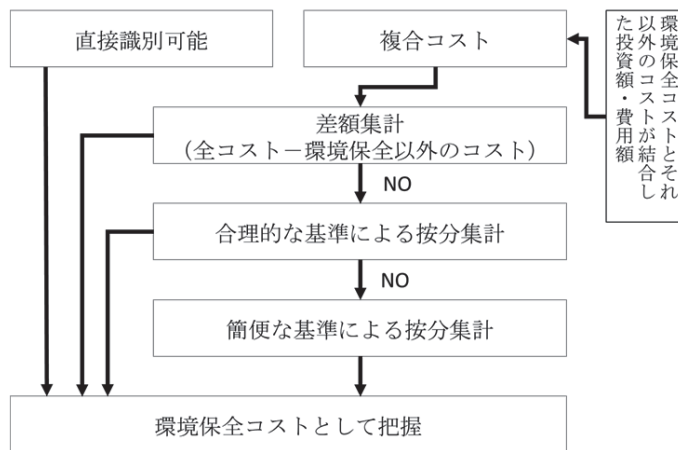 直接識別可能
複合コスト
環境保全コストとそれ
以外のコストが結合し
た投資額・費用額
差額集計
（全コスト－環境保全以外のコスト）
NO
合理的な基準による按分集計
NO
簡便な基準による按分集計
環境保全コストとして把握